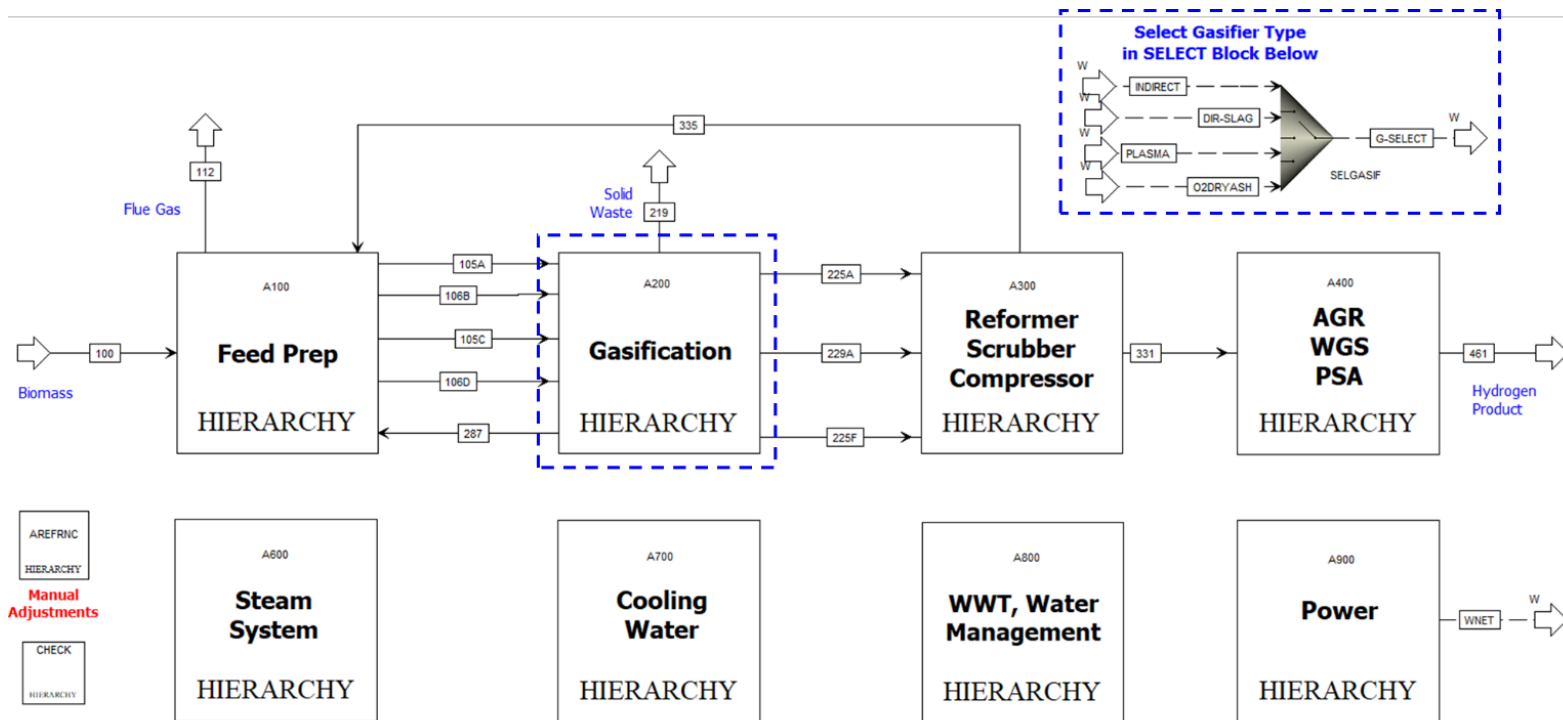 Select Gasifier Type
in SELECT Block Below
W
INDIRECT
W
DIR-SLAG
W
PLASMA
W
O2DRYASH
G-SELECT
W
SELGASIF
335
112
Flue Gas
Solid
Waste
219
100
Biomass
A100
Feed Prep
HIERARCHY
105A
106B
105C
106D
287
A200
Gasification
HIERARCHY
225A
229A
225F
A300
Reformer
Scrubber
Compressor
HIERARCHY
331
A400
AGR
WGS
PSA
HIERARCHY
461
Hydrogen
Product
AREFRNC
HIERARCHY
Manual
Adjustments
CHECK
HIERARCHY
A600
Steam
System
HIERARCHY
A700
Cooling
Water
HIERARCHY
A800
WWT, Water
Management
HIERARCHY
A900
Power
HIERARCHY
WNET
W